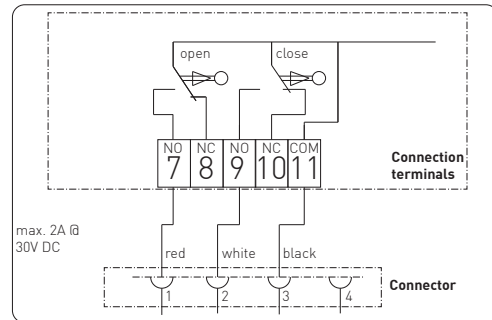 open close
NO NC NO NC COM
7 8 9 10 11
Connection
terminals
max. 2A @
30V DC
red white black
Connector
1 2 3 4